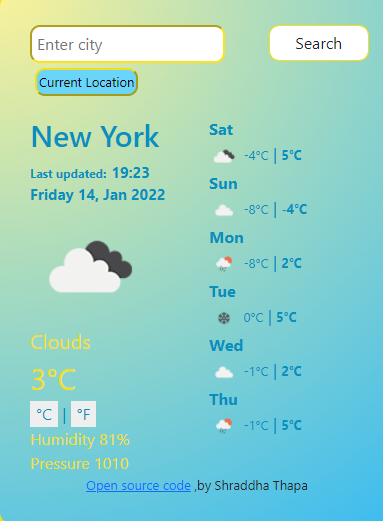 Enter city
Search
Current Location
New York
Last updated: 19:23
Friday 14, Jan 2022
Clouds
3°C
°C | °F
Humidity 81%
Pressure 1010
Sat
-4°C | 5°C
Sun
-8°C | -4°C
Mon
-8°C | 2°C
Tue
0°C | 5°C
Wed
-1°C | 2°C
Thu
-1°C | 5°C
Open source code ,by Shraddha Thapa